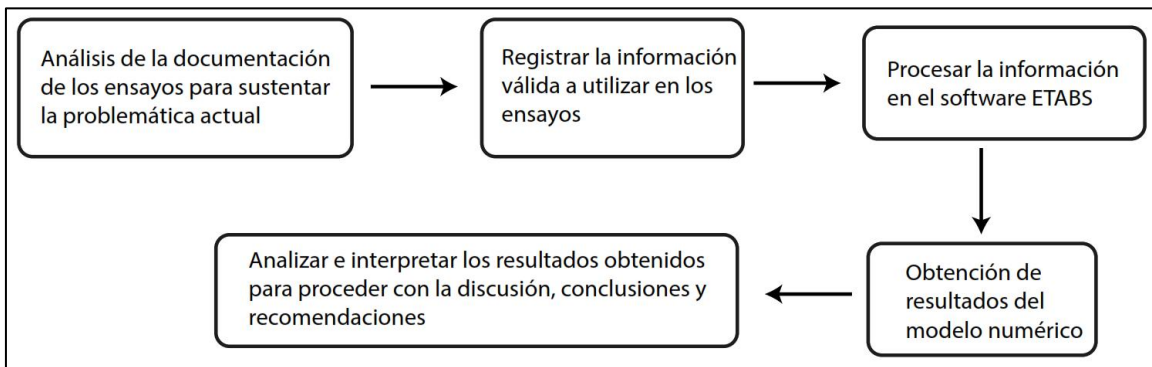 Análisis de la documentación
de los ensayos para sustentar
la problemática actual
Registrar la información
válida a utilizar en los
ensayos
Procesar la información
en el software ETABS
Obtención de
resultados del
modelo numérico
Analizar e interpretar los resultados obtenidos
para proceder con la discusión, conclusiones y
recomendaciones